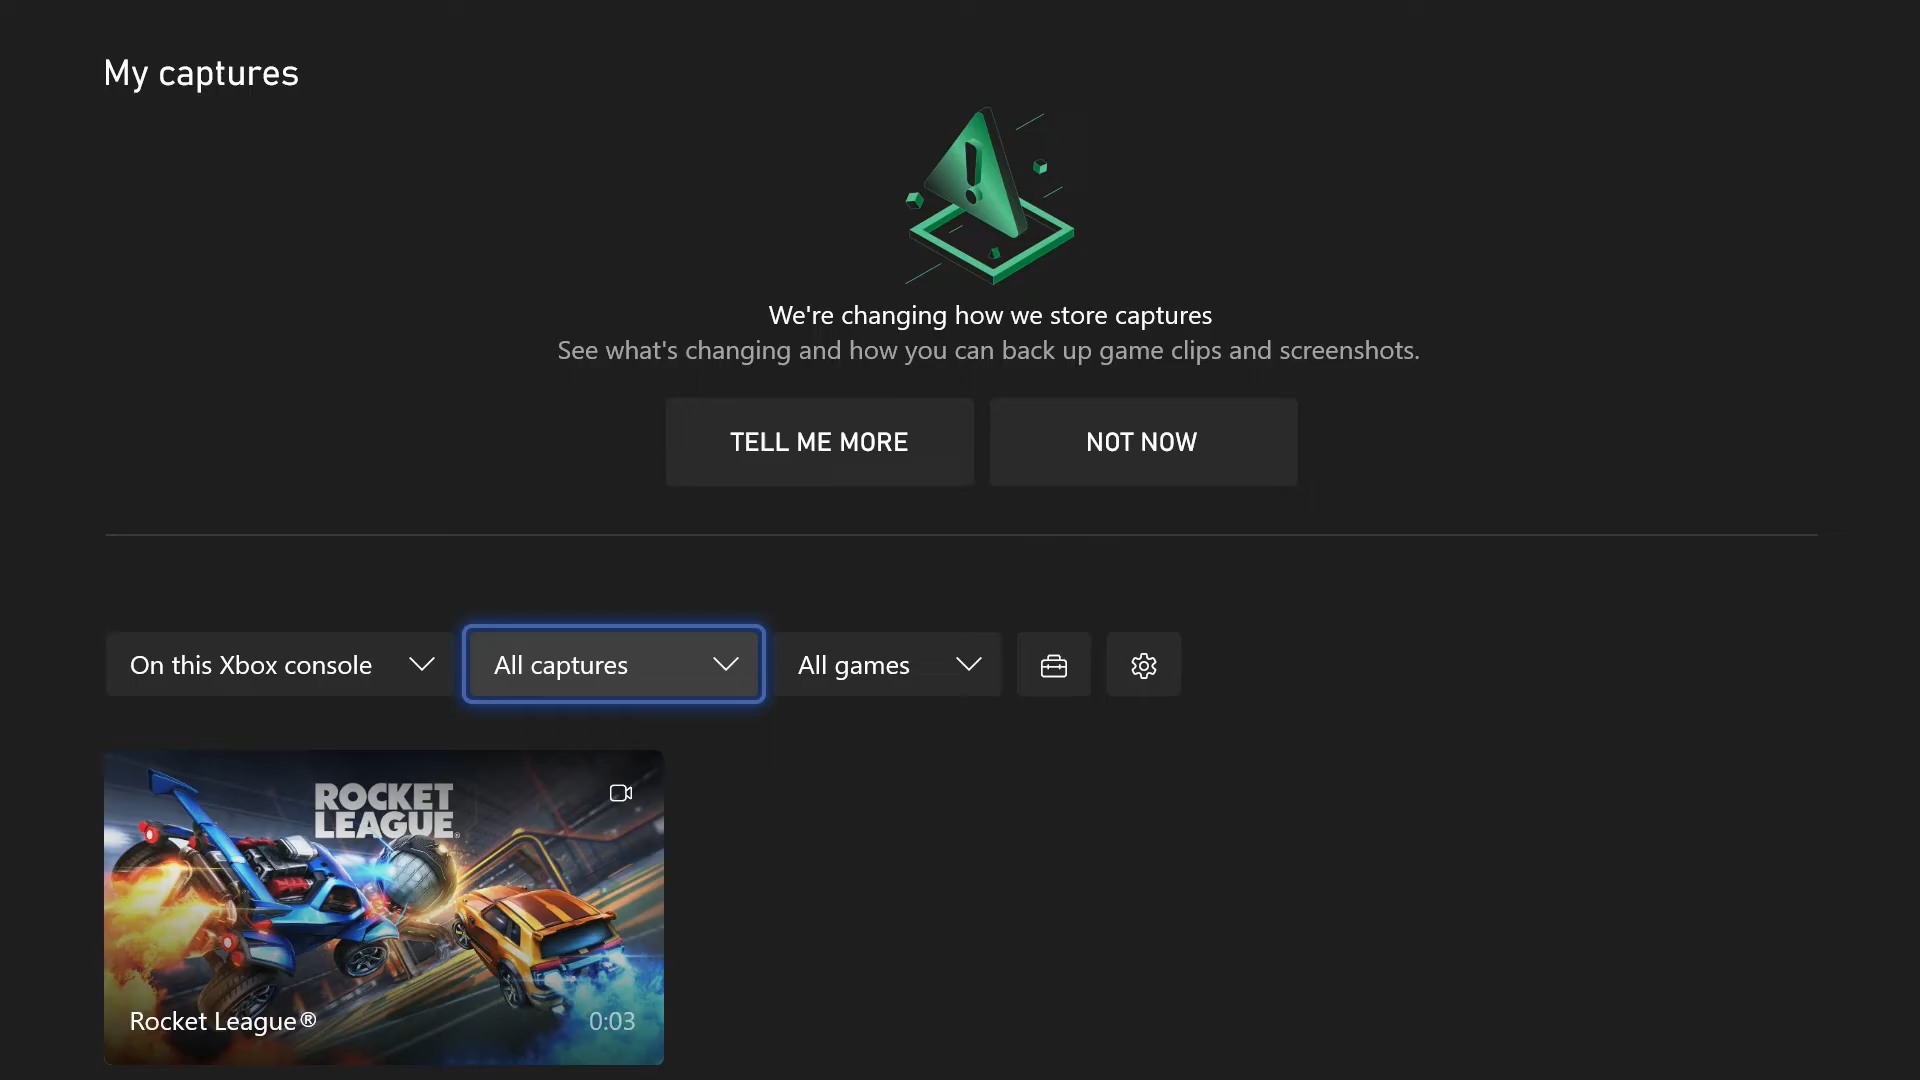 My captures
We're changing how we store captures
See what's changing and how you can back up game clips and screenshots.
TELL ME MORE
NOT NOW
On this Xbox console
All captures
All games
ROCKET
LEAGUE®
Rocket League®
0:03